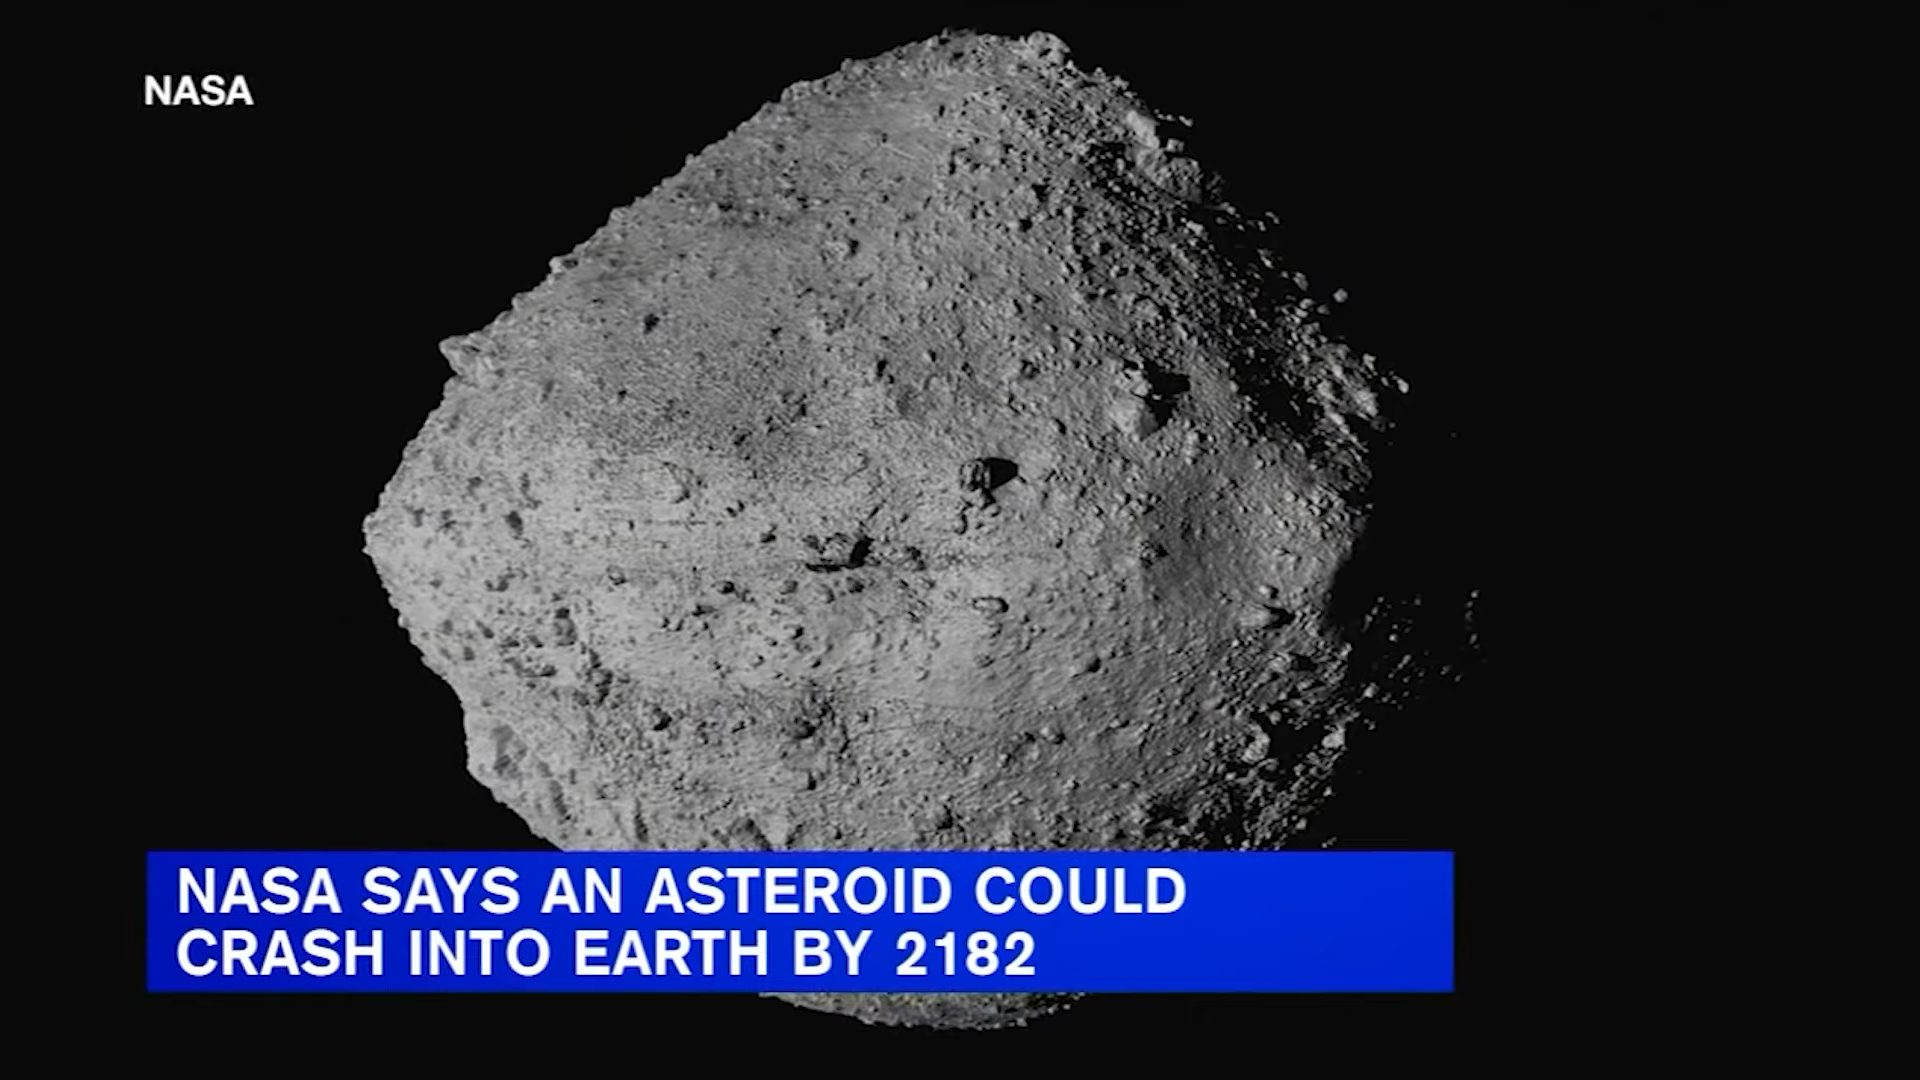 NASA
NASA SAYS AN ASTEROID COULD
CRASH INTO EARTH BY 2182